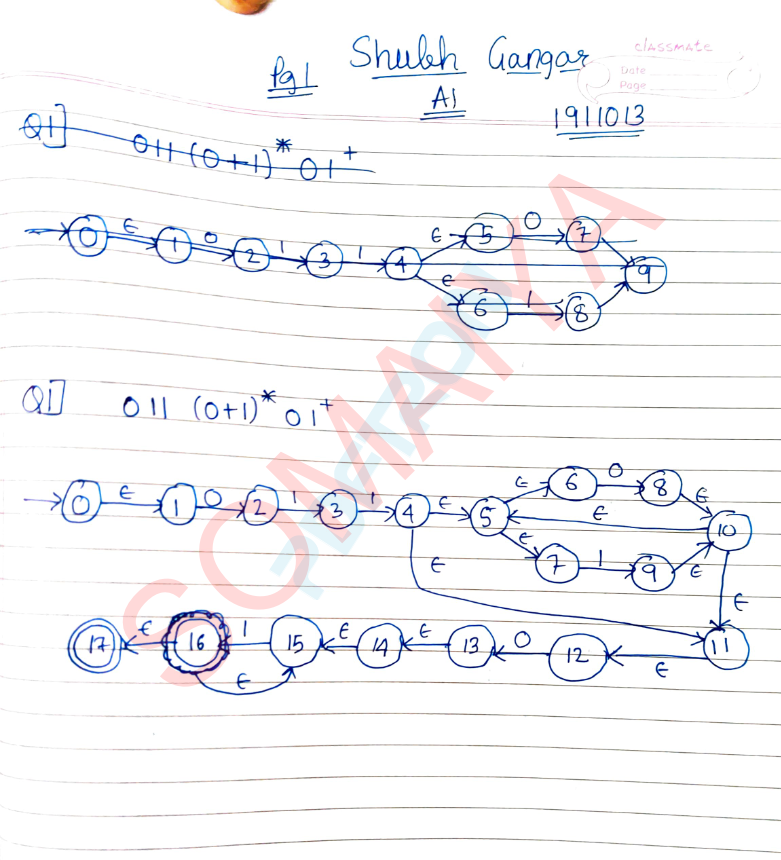 classmate
Date
Page
Pg 1 Shubh Gangar
A1 1911013
Q1] 011 (0+1)* 01+
0 ε 1 0 2 1 3 1 4 ε 5 0 7 9
ε 6 1 8
Q1] 011 (0+1)* 01+
0 ε 1 0 2 1 3 1 4 ε 5 ε 6 0 8 ε 10
ε
ε 7 1 9 ε
ε ε
17 ε 16 1 15 ε 14 ε 13 0 12 ε 11
ε
SOMAIYA